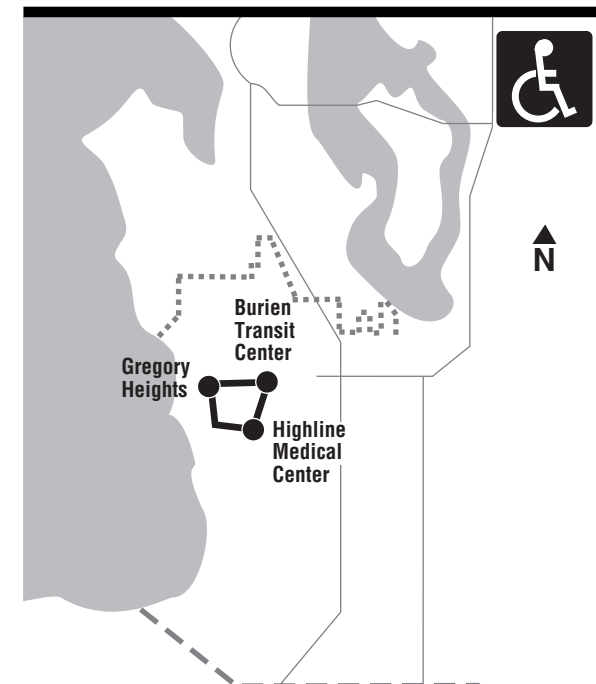 N
Burien
Transit
Center
Gregory
Heights
Highline
Medical
Center